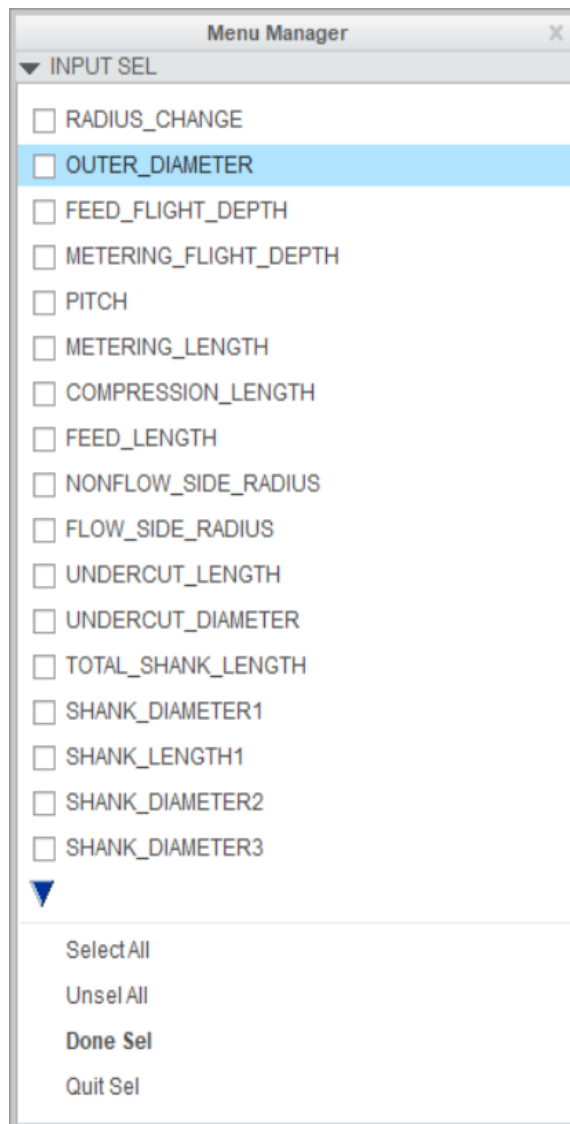 Menu Manager
INPUT SEL
RADIUS_CHANGE
OUTER_DIAMETER
FEED_FLIGHT_DEPTH
METERING_FLIGHT_DEPTH
PITCH
METERING_LENGTH
COMPRESSION_LENGTH
FEED_LENGTH
NONFLOW_SIDE_RADIUS
FLOW_SIDE_RADIUS
UNDERCUT_LENGTH
UNDERCUT_DIAMETER
TOTAL_SHANK_LENGTH
SHANK_DIAMETER1
SHANK_LENGTH1
SHANK_DIAMETER2
SHANK_DIAMETER3
Select All
Unsel All
Done Sel
Quit Sel